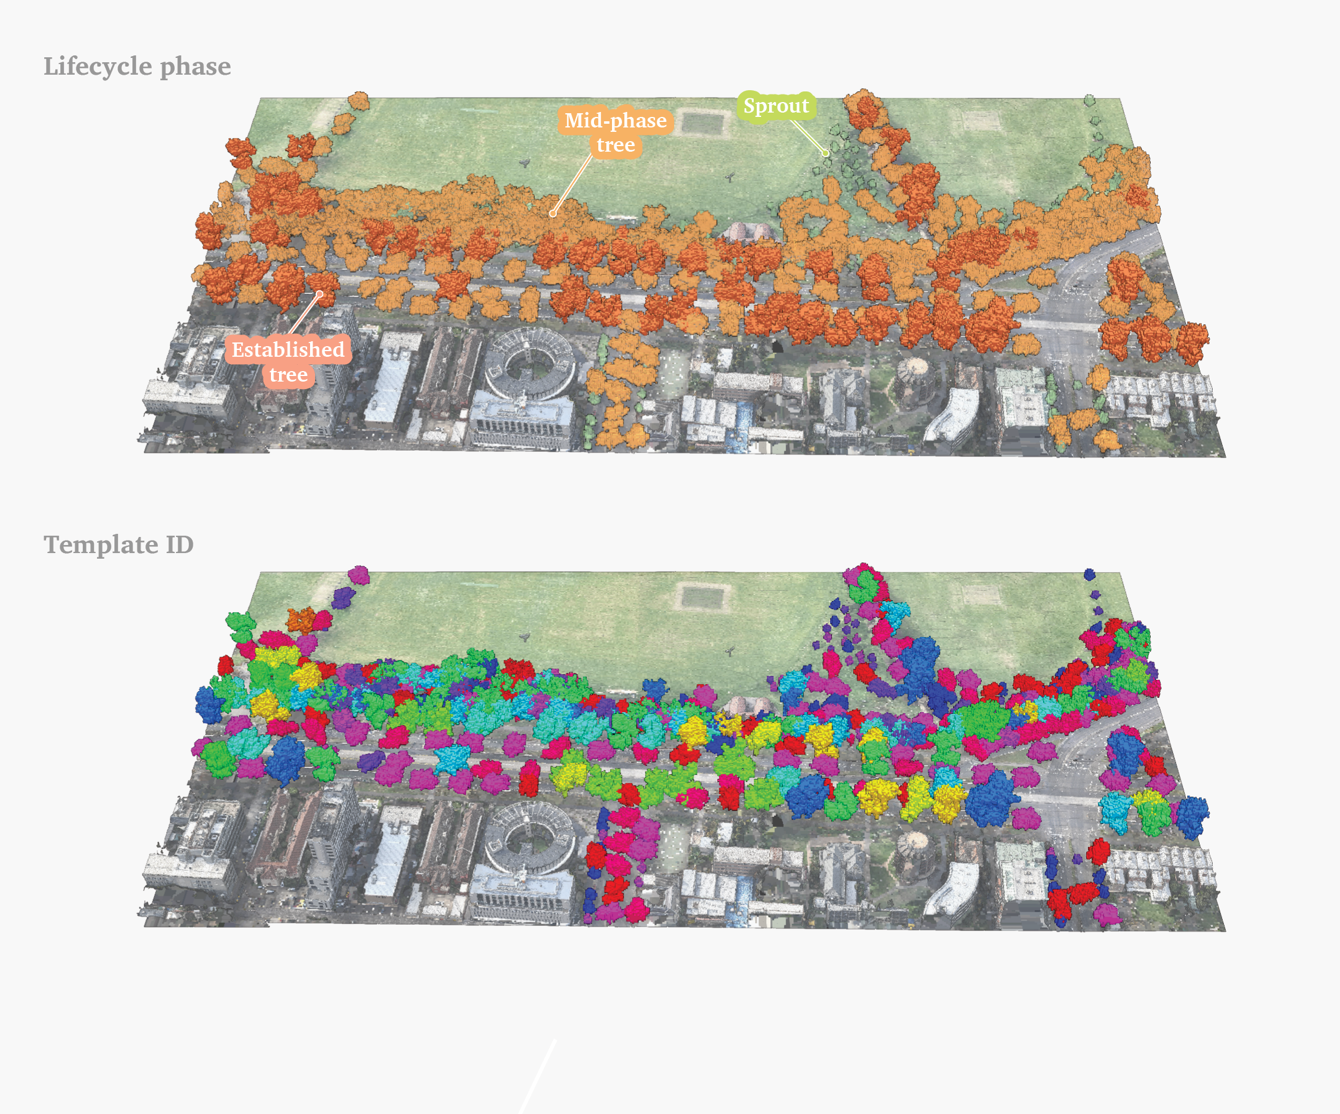 Lifecycle phase
Mid-phase
tree
Sprout
Established
tree
Template ID